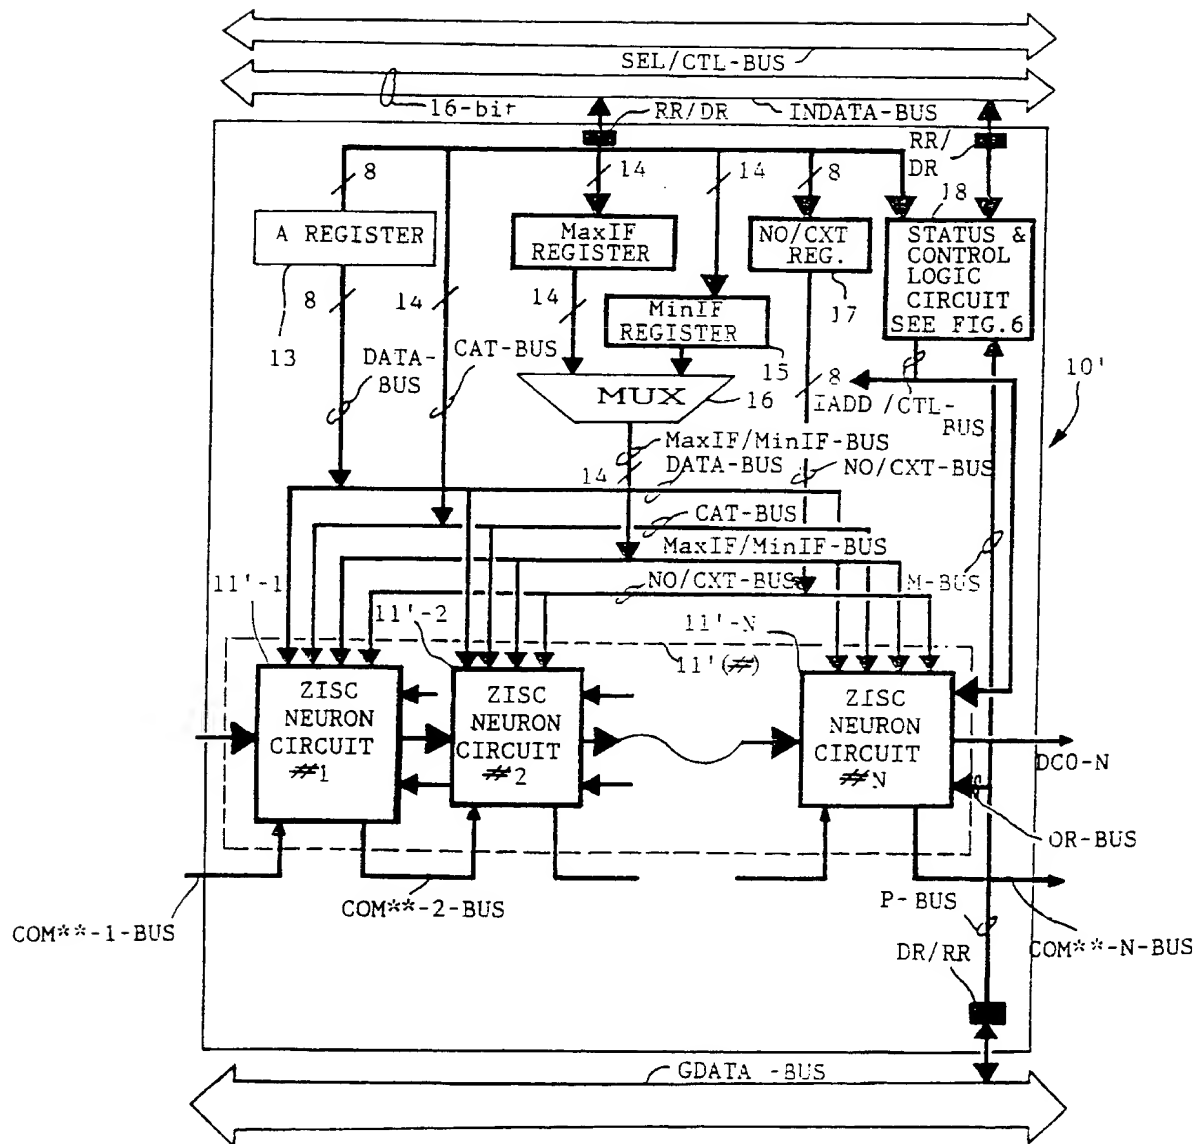 SEL/CTL-BUS
16-bit
RR/DR
INDATA-BUS
RR/
DR
8
14
14
8
18
A REGISTER
MaxIF
REGISTER
NO/CXT
REG.
STATUS &
CONTROL
LOGIC
CIRCUIT
SEE FIG.6
13
8
14
14
MinIF
REGISTER
17
15
DATA-
BUS
CAT-BUS
MUX
16
8
IADD/CTL-
BUS
10'
MaxIF/MinIF-BUS
14
DATA-BUS
NO/CXT-BUS
CAT-BUS
MaxIF/MinIF-BUS
NO/CXT-BUS
M-BUS
11'-1
11'-2
11'-N
11'(#)
ZISC
NEURON
CIRCUIT
#1
ZISC
NEURON
CIRCUIT
#2
ZISC
NEURON
CIRCUIT
#N
DCO-N
OR-BUS
COM**-1-BUS
COM**-2-BUS
P-BUS
COM**-N-BUS
DR/RR
GDATA -BUS